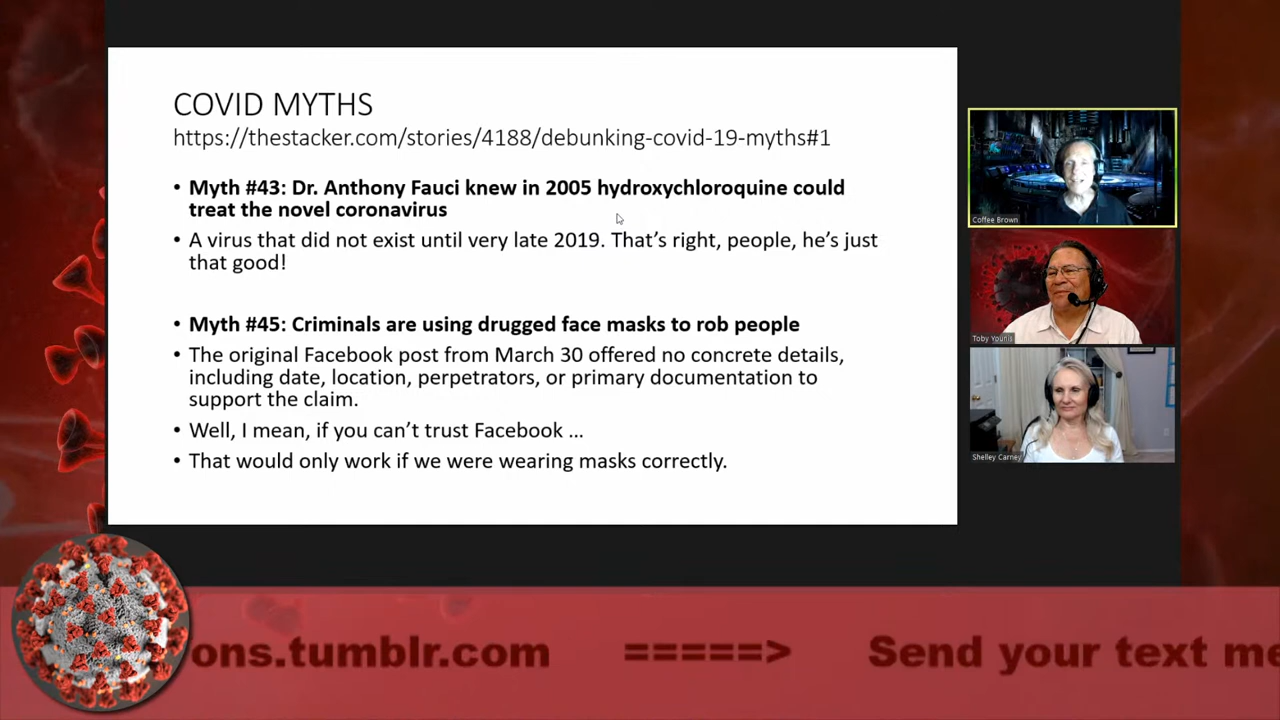 COVID MYTHS
https://thestacker.com/stories/4188/debunking-covid-19-myths#1
• Myth #43: Dr. Anthony Fauci knew in 2005 hydroxychloroquine could
treat the novel coronavirus
• A virus that did not exist until very late 2019. That’s right, people, he’s just
that good!
• Myth #45: Criminals are using drugged face masks to rob people
• The original Facebook post from March 30 offered no concrete details,
including date, location, perpetrators, or primary documentation to
support the claim.
• Well, I mean, if you can’t trust Facebook …
• That would only work if we were wearing masks correctly.
Coffee Brown
Toby Younis
Shelley Carney
ons.tumblr.com =====> Send your text me